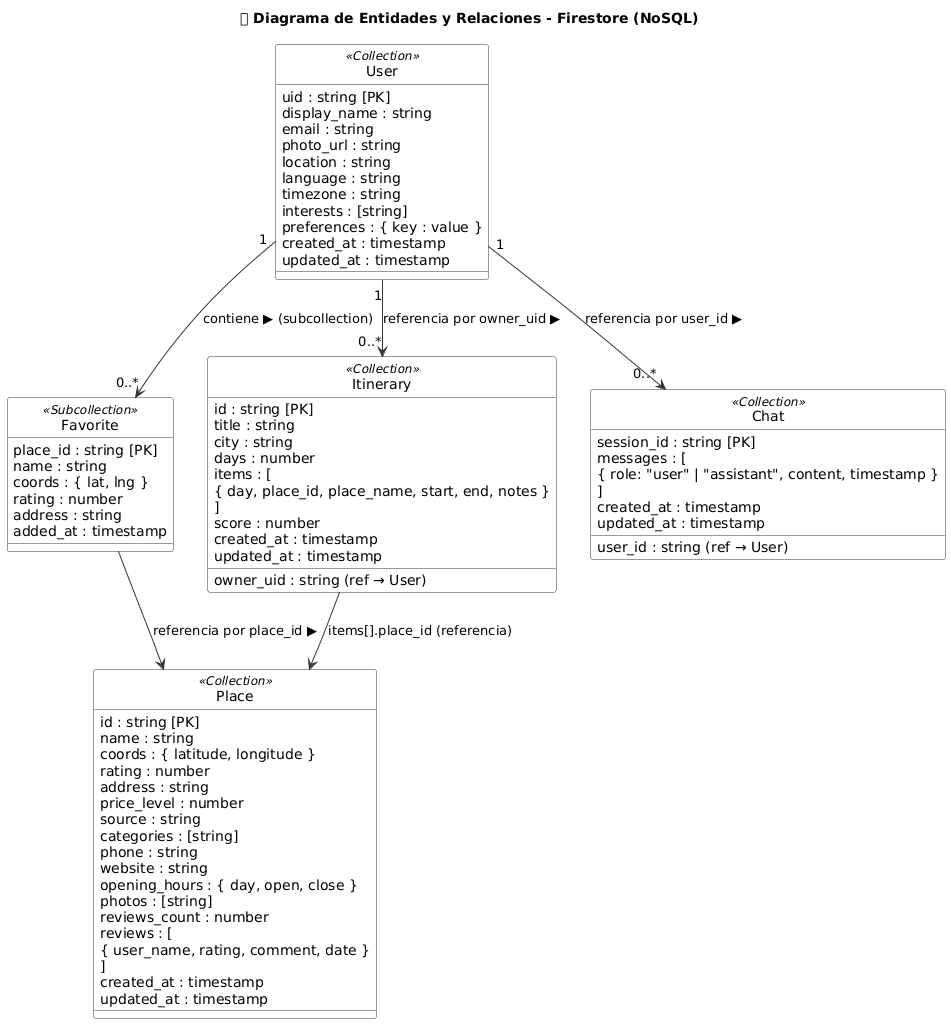 Diagrama de Entidades y Relaciones - Firestore (NoSQL)
«Collection»
User
uid : string [PK]
display_name : string
email : string
photo_url : string
location : string
language : string
timezone : string
interests : [string]
preferences : { key : value }
created_at : timestamp
updated_at : timestamp
1
1
1
contiene ▶ (subcollection)
referencia por owner_uid ▶
referencia por user_id ▶
0..*
0..*
0..*
«Subcollection»
Favorite
place_id : string [PK]
name : string
coords : { lat, lng }
rating : number
address : string
added_at : timestamp
«Collection»
Itinerary
id : string [PK]
title : string
city : string
days : number
items : [
{ day, place_id, place_name, start, end, notes }
]
score : number
created_at : timestamp
updated_at : timestamp
owner_uid : string (ref → User)
«Collection»
Chat
session_id : string [PK]
messages : [
{ role: "user" | "assistant", content, timestamp }
]
created_at : timestamp
updated_at : timestamp
user_id : string (ref → User)
referencia por place_id ▶
items[].place_id (referencia)
«Collection»
Place
id : string [PK]
name : string
coords : { latitude, longitude }
rating : number
address : string
price_level : number
source : string
categories : [string]
phone : string
website : string
opening_hours : { day, open, close }
photos : [string]
reviews_count : number
reviews : [
{ user_name, rating, comment, date }
]
created_at : timestamp
updated_at : timestamp